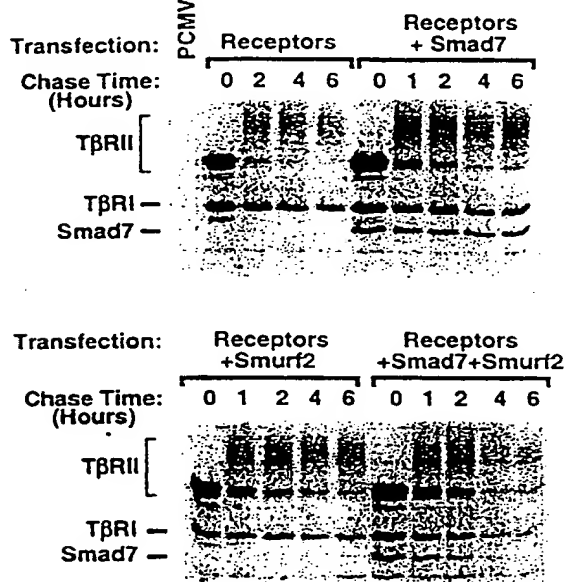 PCMV
Receptors
Receptors
+ Smad7
Transfection:
Chase Time:
(Hours)
0 2 4 6 0 1 2 4 6
TβRII
TβRI
Smad7
Transfection:
Receptors
+Smurf2
Receptors
+Smad7+Smurf2
Chase Time:
(Hours)
0 1 2 4 6 0 1 2 4 6
TβRII
TβRI
Smad7